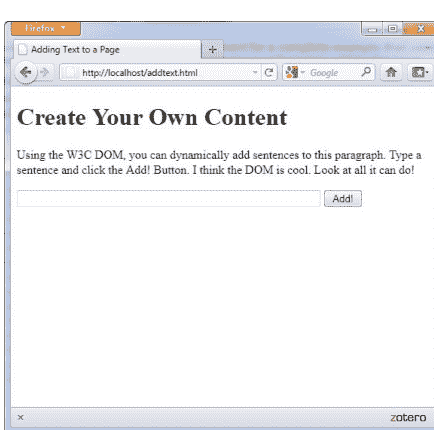 Firefox
Adding Text to a Page
http://localhost/addtext.html
Google
Create Your Own Content
Using the W3C DOM, you can dynamically add sentences to this paragraph. Type a
sentence and click the Add! Button. I think the DOM is cool. Look at all it can do!
Add!
zotero